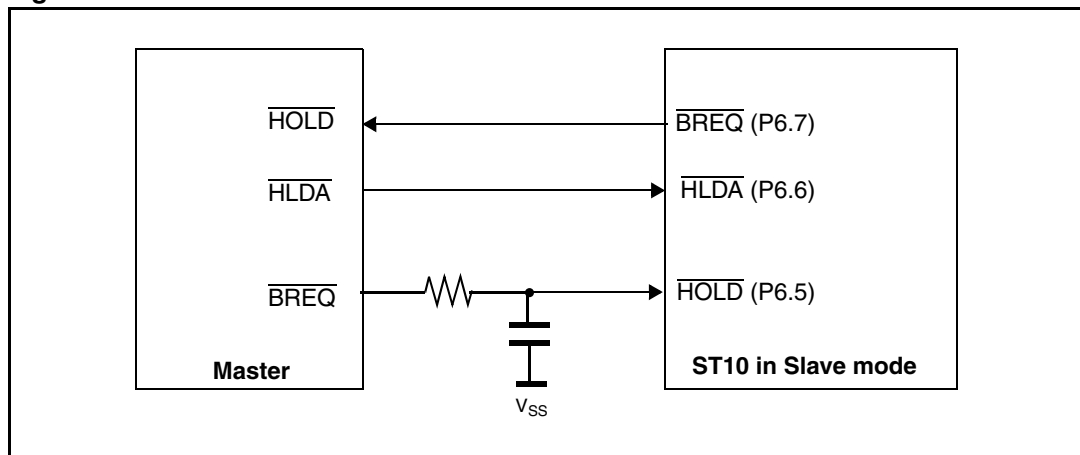 HOLD
BREQ (P6.7)
HLDA
HLDA (P6.6)
BREQ
HOLD (P6.5)
Master
ST10 in Slave mode
VSS